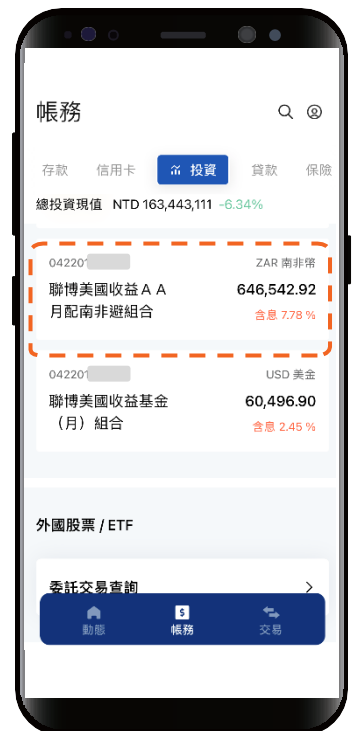 帳務
存款 信用卡 投資 貸款 保險
總投資現值 NTD 163,443,111 -6.34%
042201 ZAR 南非幣
聯博美國收益ＡＡ 646,542.92
月配南非避組合 含息 7.78 %
042201 USD 美金
聯博美國收益基金 60,496.90
（月）組合 含息 2.45 %
外國股票 / ETF
委託交易查詢
動態 帳務 交易